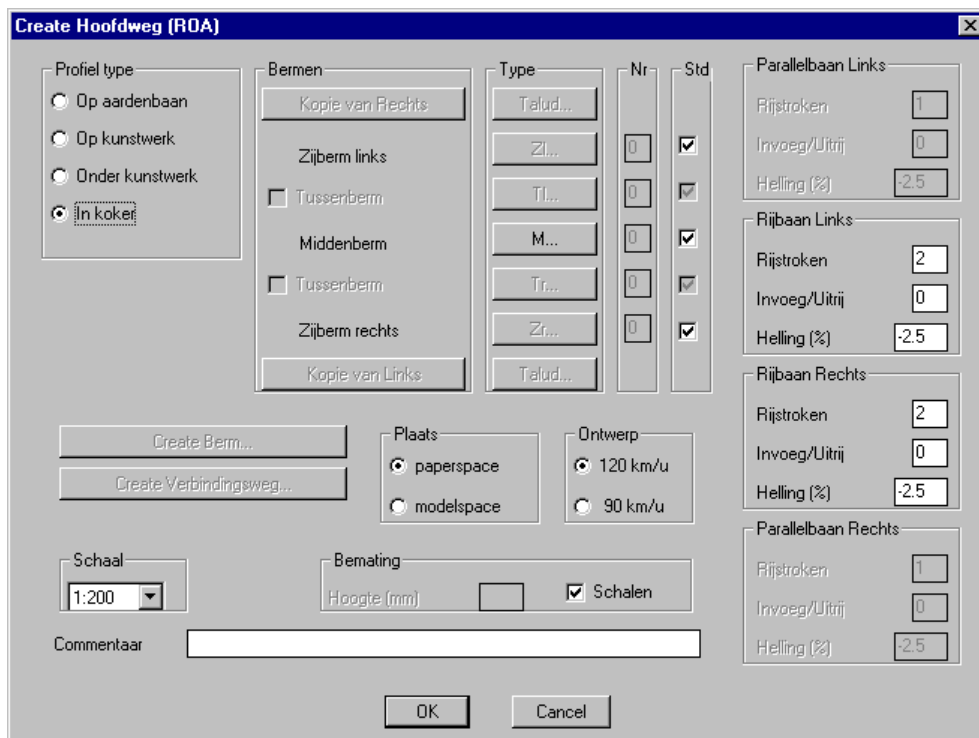 Create Hoofdweg (ROA)
Profiel type
Op aardenbaan
Op kunstwerk
Onder kunstwerk
In koker
Bermen
Kopie van Rechts
Zijberm links
Tussenberm
Middenberm
Tussenberm
Zijberm rechts
Kopie van Links
Type
Talud...
Zl...
Tl...
M...
Tr...
Zr...
Talud...
Nr
0
0
0
0
0
Std
Parallelbaan Links
Rijstroken 1
Invoeg/Uitrij 0
Helling (%) -2.5
Rijbaan Links
Rijstroken 2
Invoeg/Uitrij 0
Helling (%) -2.5
Rijbaan Rechts
Rijstroken 2
Invoeg/Uitrij 0
Helling (%) -2.5
Parallelbaan Rechts
Rijstroken 1
Invoeg/Uitrij 0
Helling (%) -2.5
Create Berm...
Create Verbindingsweg...
Plaats
paperspace
modelspace
Ontwerp
120 km/u
90 km/u
Schaal
1:200
Bemating
Hoogte (mm)
Schalen
Commentaar
OK
Cancel